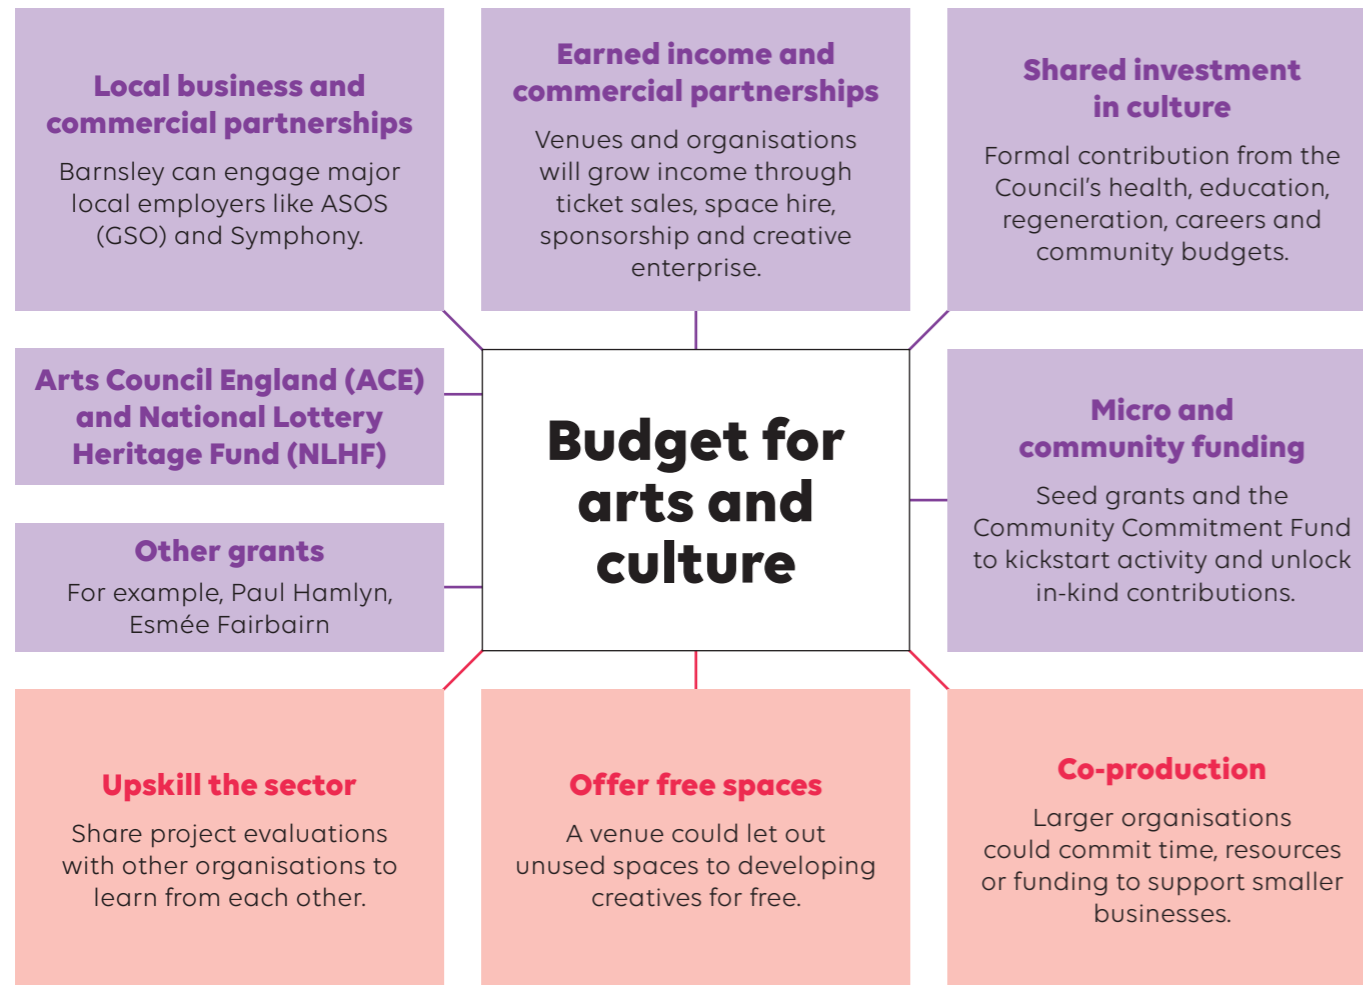 Local business and
commercial partnerships
Barnsley can engage major
local employers like ASOS
(GSO) and Symphony.
Earned income and
commercial partnerships
Venues and organisations
will grow income through
ticket sales, space hire,
sponsorship and creative
enterprise.
Shared investment
in culture
Formal contribution from the
Council’s health, education,
regeneration, careers and
community budgets.
Arts Council England (ACE)
and National Lottery
Heritage Fund (NLHF)
Other grants
For example, Paul Hamlyn,
Esmée Fairbairn
Budget for
arts and
culture
Micro and
community funding
Seed grants and the
Community Commitment Fund
to kickstart activity and unlock
in-kind contributions.
Upskill the sector
Share project evaluations
with other organisations to
learn from each other.
Offer free spaces
A venue could let out
unused spaces to developing
creatives for free.
Co-production
Larger organisations
could commit time, resources
or funding to support smaller
businesses.